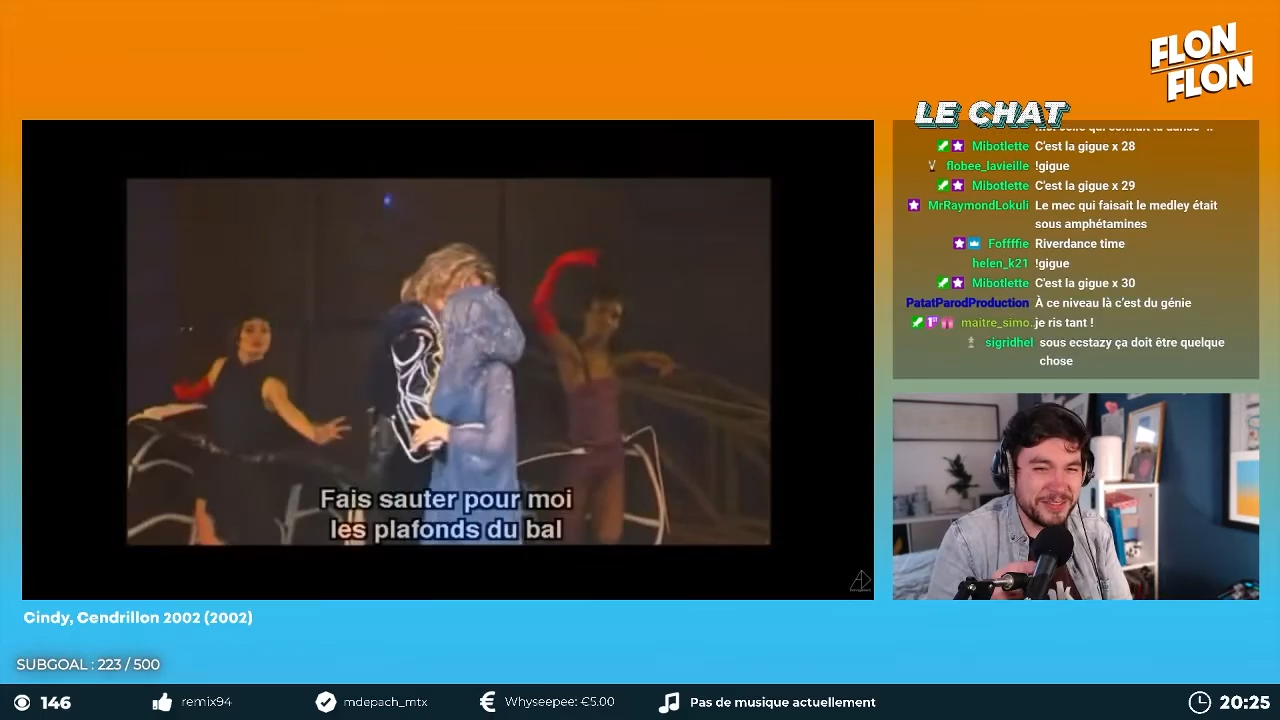 FLON
FLON
LE CHAT
Mibotlette C'est la gigue x 28
flobee_lavieille !gigue
Mibotlette C'est la gigue x 29
MrRaymondLokuli Le mec qui faisait le medley était
sous amphétamines
Foffffie Riverdance time
helen_k21 !gigue
Mibotlette C'est la gigue x 30
PatatParodProduction À ce niveau là c'est du génie
maitre_simo. je ris tant !
sigridhel sous ecstazy ça doit être quelque
chose
Fais sauter pour moi
les plafonds du bal
Cindy, Cendrillon 2002 (2002)
SUBGOAL : 223 / 500
146
remix94
mdepach_mtx
Whyseepee: €5.00
Pas de musique actuellement
20:25